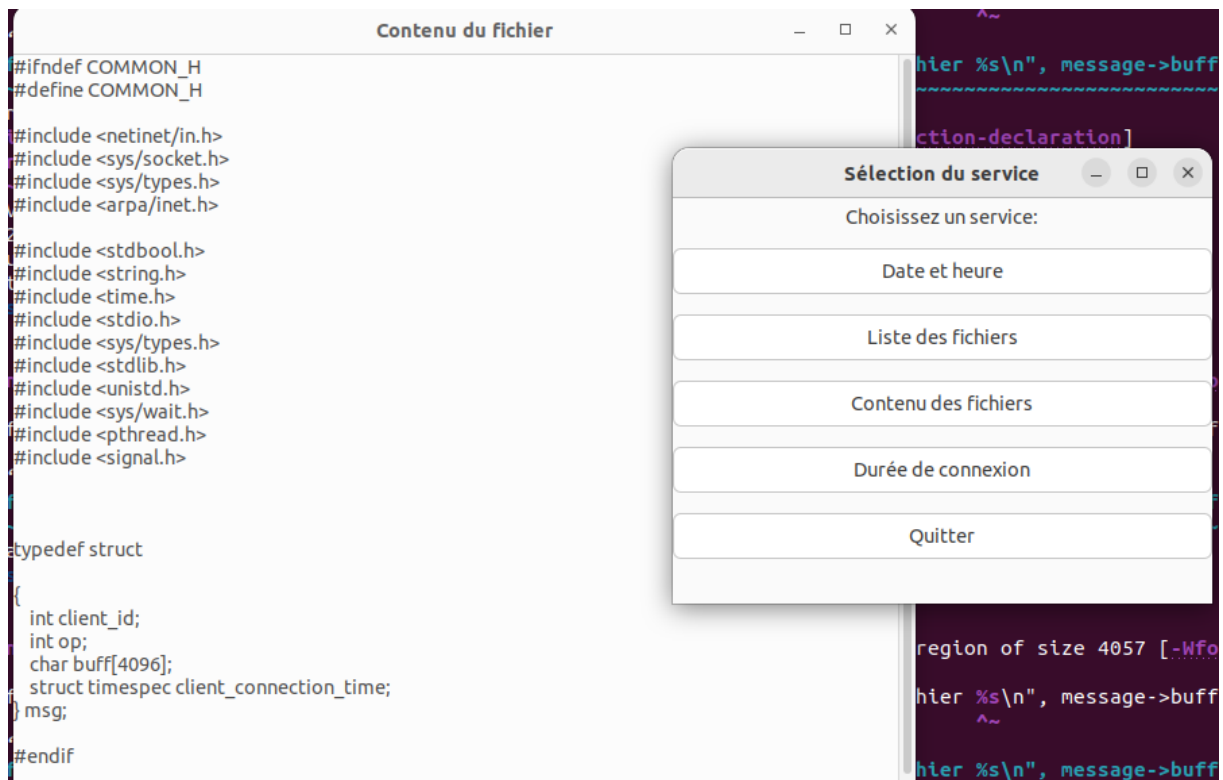 Contenu du fichier
#ifndef COMMON_H
#define COMMON_H
#include <netinet/in.h>
#include <sys/socket.h>
#include <sys/types.h>
#include <arpa/inet.h>
#include <stdbool.h>
#include <string.h>
#include <time.h>
#include <stdio.h>
#include <sys/types.h>
#include <stdlib.h>
#include <unistd.h>
#include <sys/wait.h>
#include <pthread.h>
#include <signal.h>
typedef struct
{
int client_id;
int op;
char buff[4096];
struct timespec client_connection_time;
} msg;
#endif
Sélection du service
Choisissez un service:
Date et heure
Liste des fichiers
Contenu des fichiers
Durée de connexion
Quitter
^~
hier %s\n", message->buff
~~~~~~~~~~~~~~~~~~~~~~~~~
ction-declaration]
region of size 4057 [-Wfo
hier %s\n", message->buff
^~
hier %s\n", message->buff